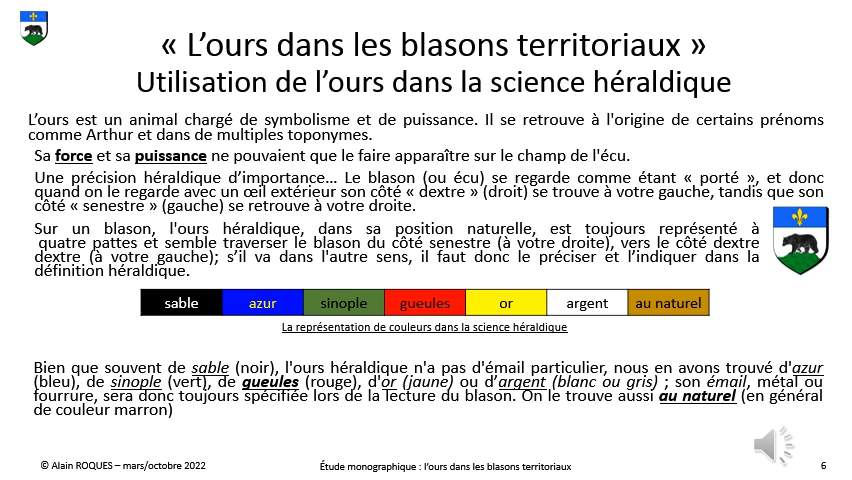 « L’ours dans les blasons territoriaux »
Utilisation de l’ours dans la science héraldique
L’ours est un animal chargé de symbolisme et de puissance. Il se retrouve à l'origine de certains prénoms
comme Arthur et dans de multiples toponymes.
Sa force et sa puissance ne pouvaient que le faire apparaître sur le champ de l'écu.
Une précision héraldique d’importance… Le blason (ou écu) se regarde comme étant « porté », et donc
quand on le regarde avec un œil extérieur son côté « dextre » (droit) se trouve à votre gauche, tandis que son
côté « senestre » (gauche) se retrouve à votre droite.
Sur un blason, l'ours héraldique, dans sa position naturelle, est toujours représenté à
quatre pattes et semble traverser le blason du côté senestre (à votre droite), vers le côté dextre
dextre (à votre gauche); s’il va dans l'autre sens, il faut donc le préciser et l’indiquer dans la
définition héraldique.
sable azur sinople gueules or argent au naturel
La représentation de couleurs dans la science héraldique
Bien que souvent de sable (noir), l'ours héraldique n'a pas d'émail particulier, nous en avons trouvé d'azur
(bleu), de sinople (vert), de gueules (rouge), d'or (jaune) ou d’argent (blanc ou gris) ; son émail, métal ou
fourrure, sera donc toujours spécifiée lors de la lecture du blason. On le trouve aussi au naturel (en général
de couleur marron)
© Alain ROQUES – mars/octobre 2022
Étude monographique : l’ours dans les blasons territoriaux
6